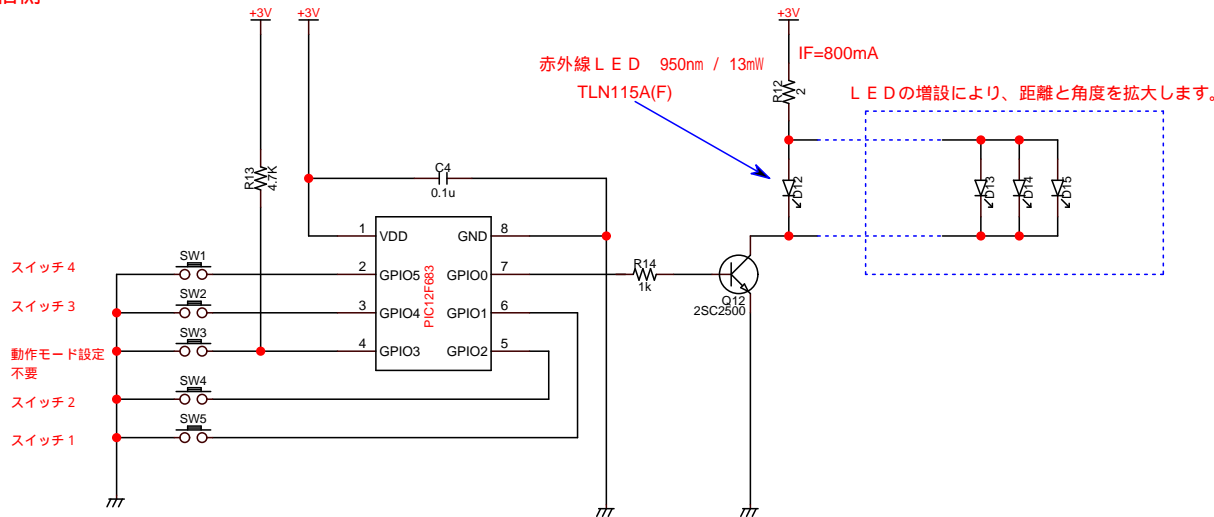 +3V
+3V
+3V
IF=800mA
赤外線ＬＥＤ　950nm / 13mW
TLN115A(F)
R12
2
ＬＥＤの増設により、距離と角度を拡大します。
R13
4.7K
C4
0.1u
D12
D13
D14
D15
1
VDD
GND
8
スイッチ４
SW1
2
GPIO5
GPIO0
7
R14
1k
スイッチ３
SW2
3
GPIO4
GPIO1
6
PIC12F683
Q12
2SC2500
動作モード設定
不要
SW3
4
GPIO3
GPIO2
5
スイッチ２
SW4
スイッチ１
SW5